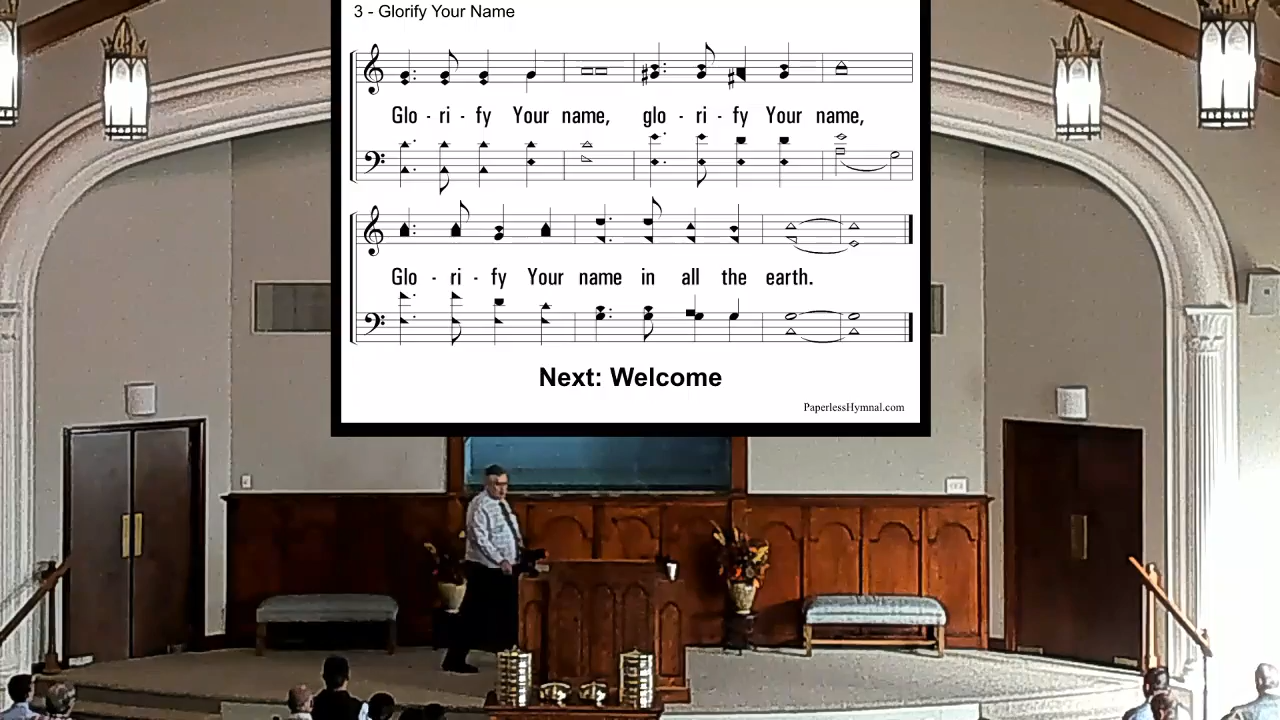 3 - Glorify Your Name
Glo - ri - fy Your name, glo - ri - fy Your name,
Glo - ri - fy Your name in all the earth.
Next: Welcome
PaperlessHymnal.com